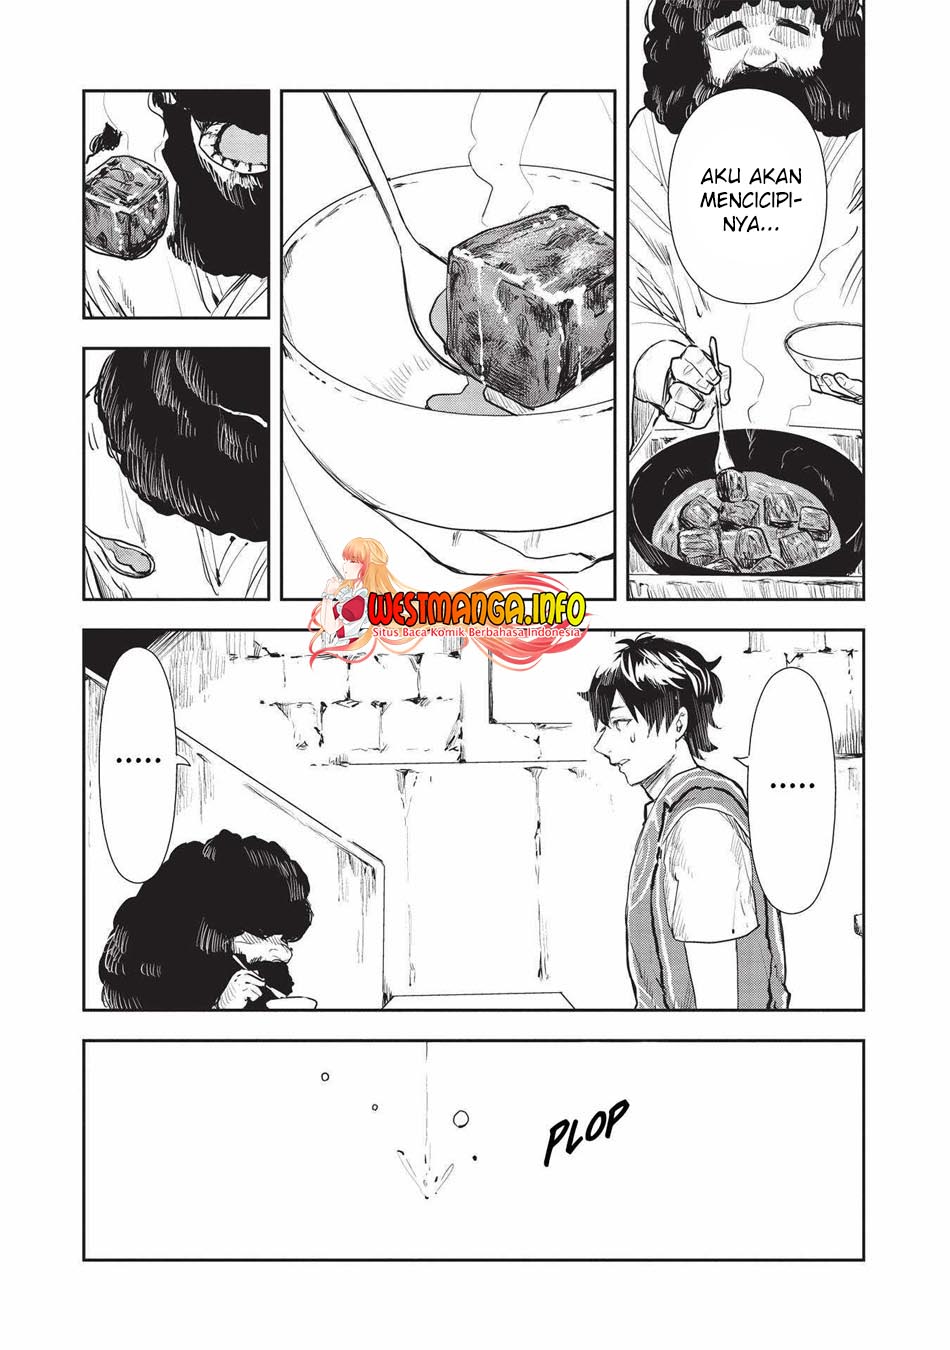 AKU AKAN
MENCICIPI-
NYA...
WESTMANGA.INFO
Situs Baca Komik Berbahasa Indonesia
.....
.....
PLOP